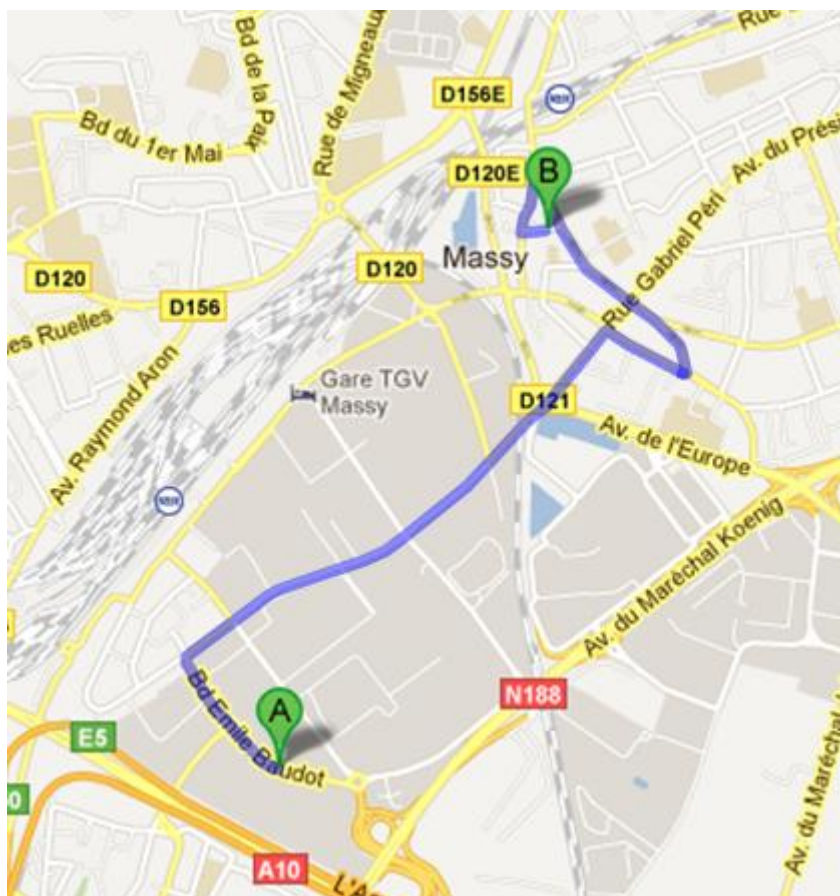 Bd de la Paix
Rue de Migneaux
D156E
Bd du 1er Mai
D120E
B
Av. du Prési
Massy
D120
D120
Rue Gabriel Péri
D156
es Ruelles
Gare TGV
Massy
D121
Av. Raymond Aron
Av. de l'Europe
Av. du Maréchal Koenig
Bd Emile Baudot
A
N188
E5
0
A10
L'A
Av. du Maréchal